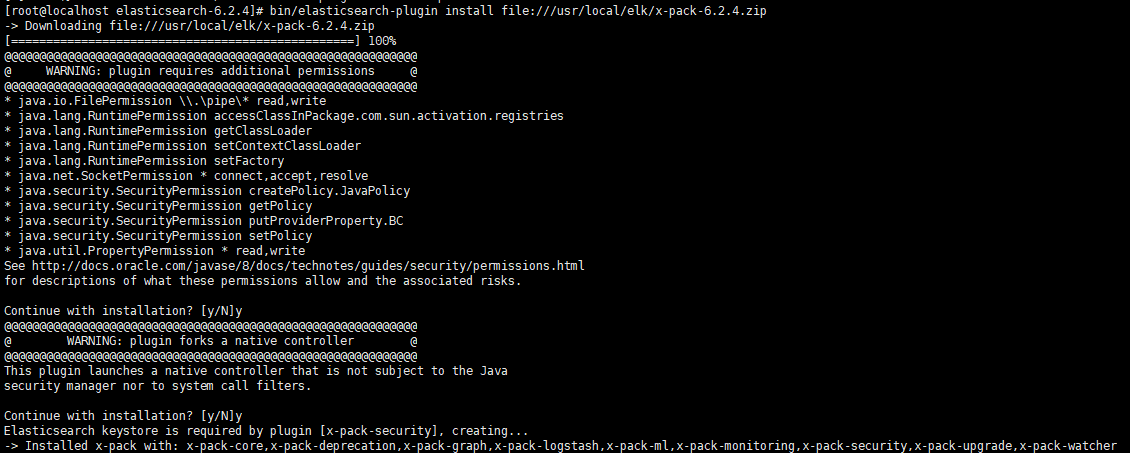 [root@localhost elasticsearch-6.2.4]# bin/elasticsearch-plugin install file:///usr/local/elk/x-pack-6.2.4.zip
-> Downloading file:///usr/local/elk/x-pack-6.2.4.zip
[=================================================] 100%
@@@@@@@@@@@@@@@@@@@@@@@@@@@@@@@@@@@@@@@@@@@@@@@@@@@@@@@@@@@
@     WARNING: plugin requires additional permissions     @
@@@@@@@@@@@@@@@@@@@@@@@@@@@@@@@@@@@@@@@@@@@@@@@@@@@@@@@@@@@
* java.io.FilePermission \\.\pipe\* read,write
* java.lang.RuntimePermission accessClassInPackage.com.sun.activation.registries
* java.lang.RuntimePermission getClassLoader
* java.lang.RuntimePermission setContextClassLoader
* java.lang.RuntimePermission setFactory
* java.net.SocketPermission * connect,accept,resolve
* java.security.SecurityPermission createPolicy.JavaPolicy
* java.security.SecurityPermission getPolicy
* java.security.SecurityPermission putProviderProperty.BC
* java.security.SecurityPermission setPolicy
* java.util.PropertyPermission * read,write
See http://docs.oracle.com/javase/8/docs/technotes/guides/security/permissions.html
for descriptions of what these permissions allow and the associated risks.

Continue with installation? [y/N]y
@@@@@@@@@@@@@@@@@@@@@@@@@@@@@@@@@@@@@@@@@@@@@@@@@@@@@@@@@@@
@        WARNING: plugin forks a native controller        @
@@@@@@@@@@@@@@@@@@@@@@@@@@@@@@@@@@@@@@@@@@@@@@@@@@@@@@@@@@@
This plugin launches a native controller that is not subject to the Java
security manager nor to system call filters.

Continue with installation? [y/N]y
Elasticsearch keystore is required by plugin [x-pack-security], creating...
-> Installed x-pack with: x-pack-core,x-pack-deprecation,x-pack-graph,x-pack-logstash,x-pack-ml,x-pack-monitoring,x-pack-security,x-pack-upgrade,x-pack-watcher